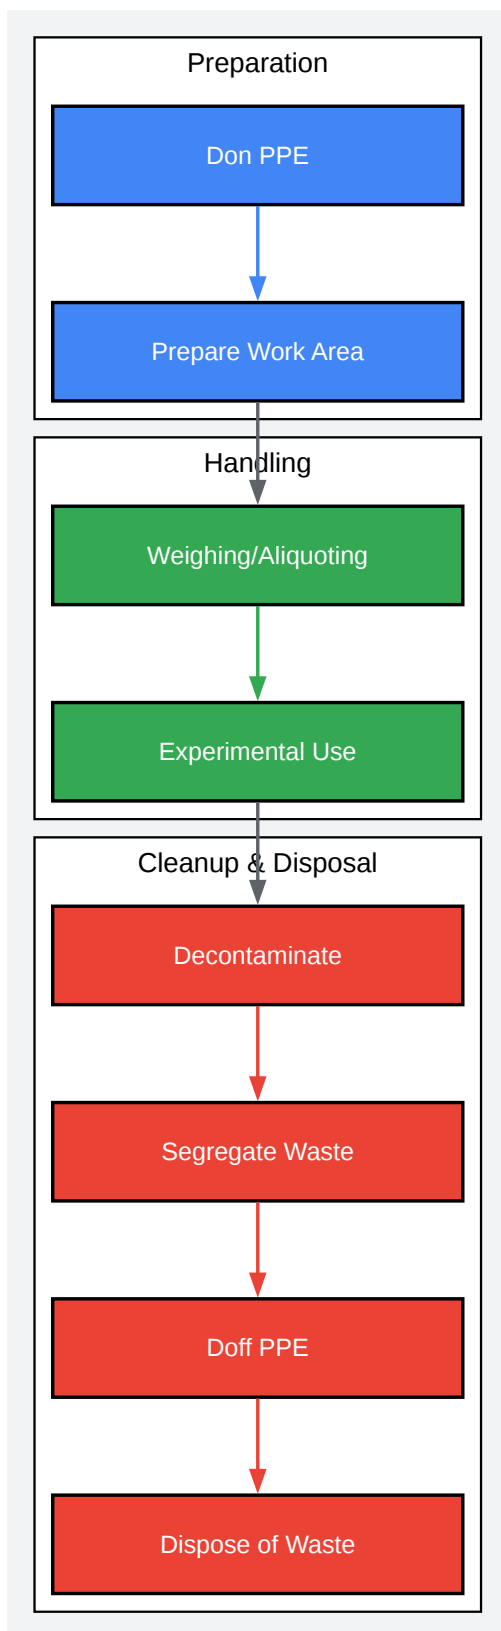 Preparation
Don PPE
Prepare Work Area
Handling
Weighing/Aliquoting
Experimental Use
Cleanup & Disposal
Decontaminate
Segregate Waste
Doff PPE
Dispose of Waste